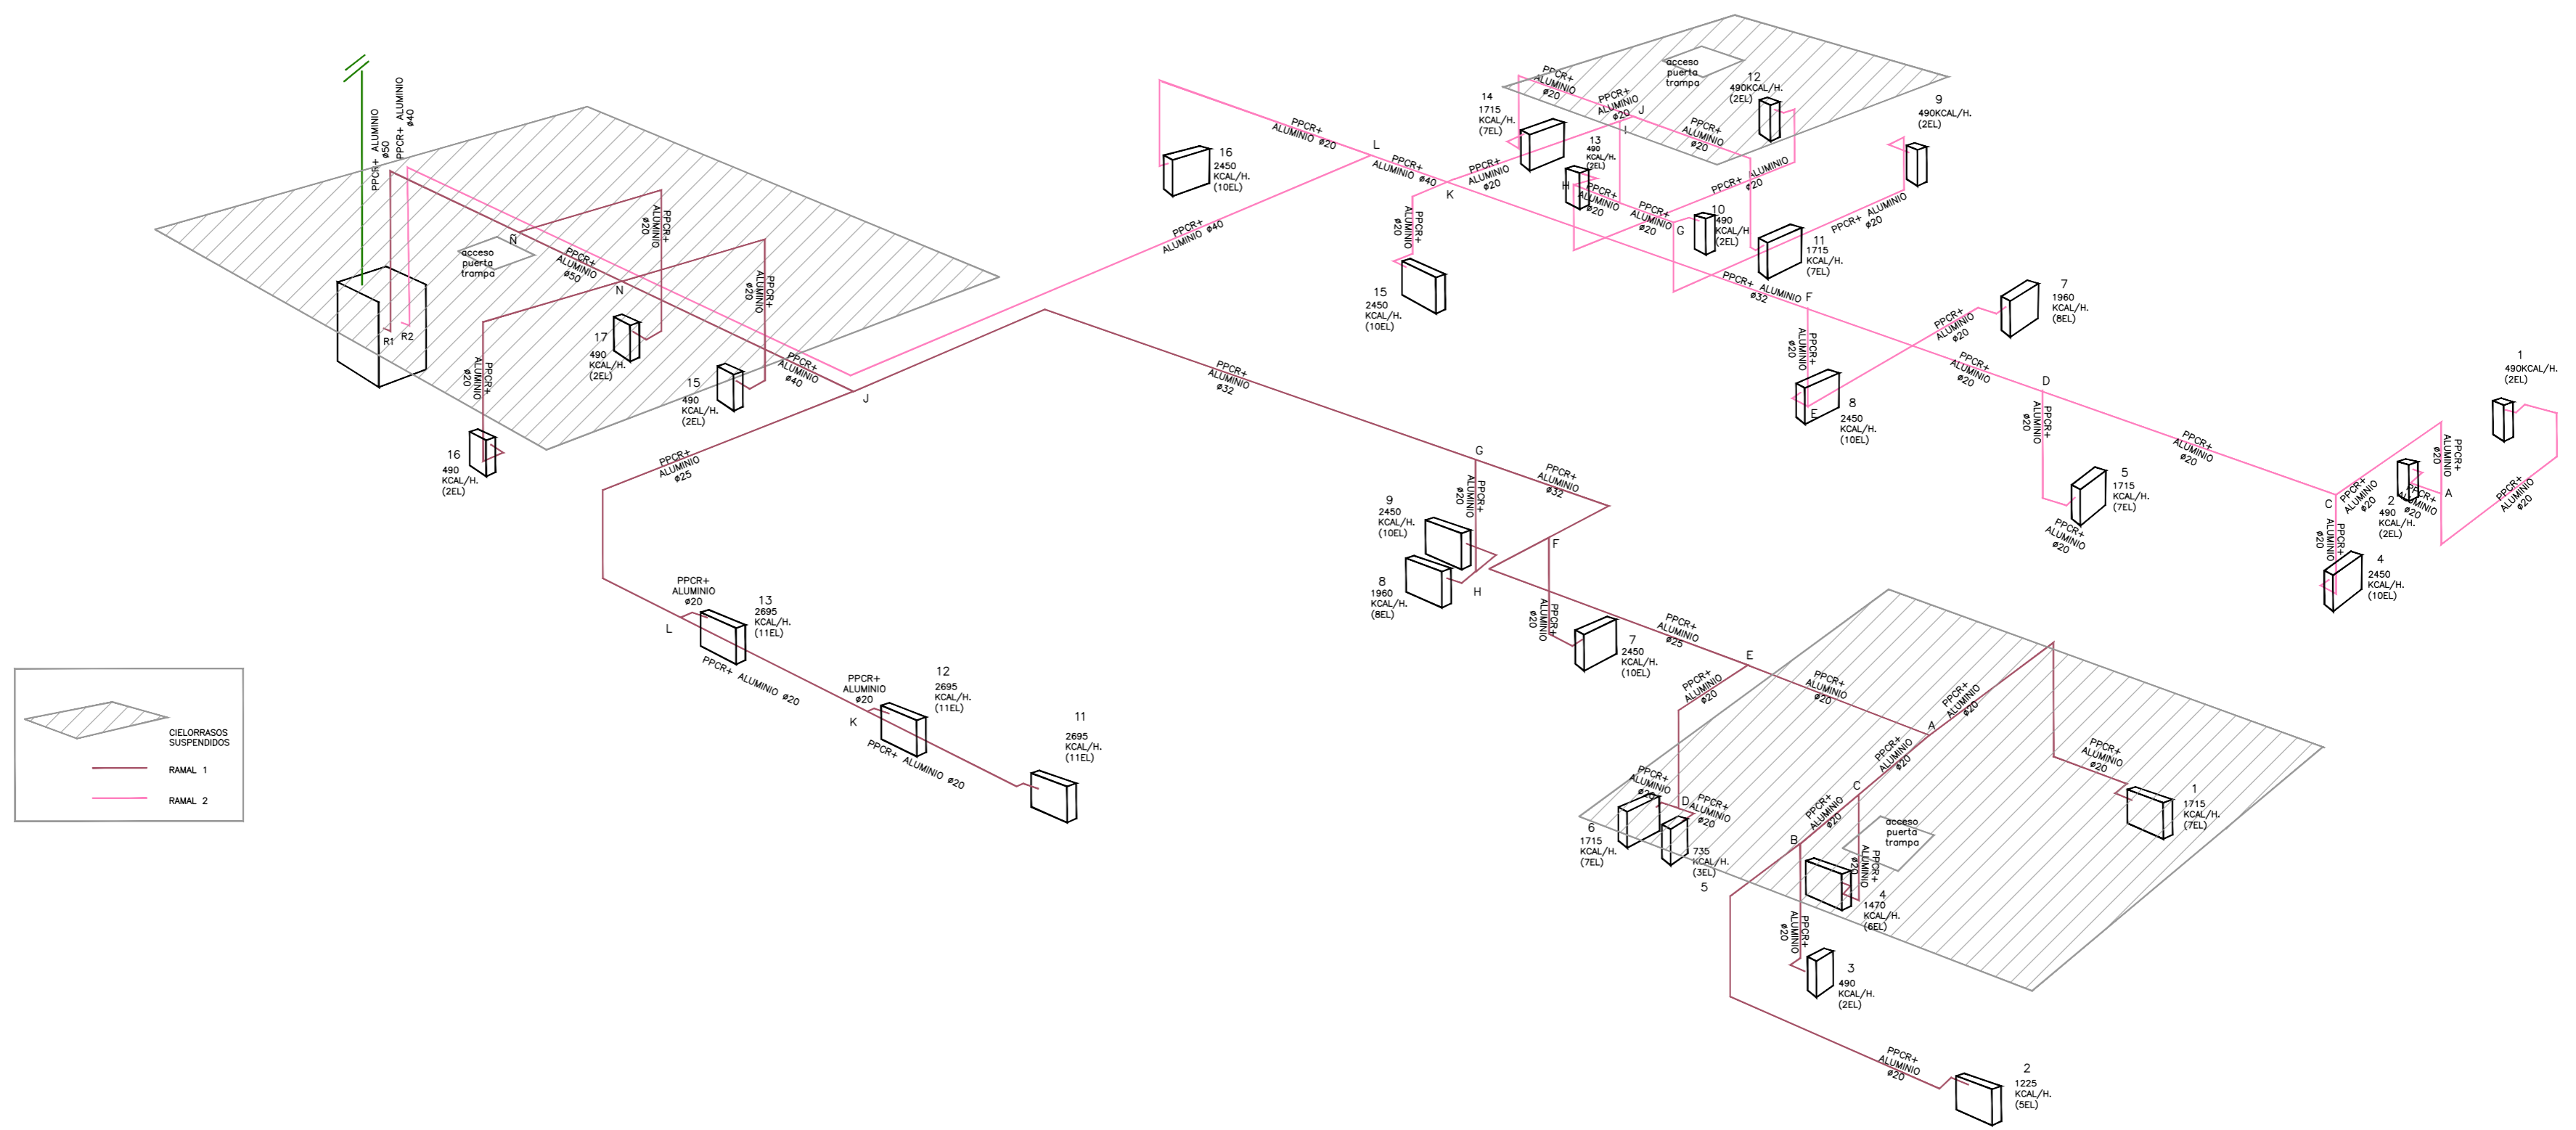 PPCR+ ALUMINIO
ø50
PPCR+ ALUMINIO
ø40
acceso
puerta
trampa
Ñ
PPCR+
ALUMINIO
ø50
N
PPCR+
ALUMINIO
ø20
PPCR+
ALUMINIO
ø20
R1
R2
17
490
KCAL/H.
(2EL)
15
490
KCAL/H.
(2EL)
PPCR+
ALUMINIO
ø40
J
PPCR+
ALUMINIO
ø20
16
490
KCAL/H.
(2EL)
PPCR+
ALUMINIO
ø25
PPCR+
ALUMINIO
ø20
L
13
2695
KCAL/H.
(11EL)
PPCR+ ALUMINIO ø20
PPCR+
ALUMINIO
ø20
K
12
2695
KCAL/H.
(11EL)
PPCR+ ALUMINIO ø20
11
2695
KCAL/H.
(11EL)
CIELORRASOS
SUSPENDIDOS
RAMAL 1
RAMAL 2
PPCR+
ALUMINIO ø20
L
16
2450
KCAL/H.
(10EL)
PPCR+
ALUMINIO ø40
PPCR+
ALUMINIO ø40
K
PPCR+
ALUMINIO
ø20
PPCR+
ALUMINIO
ø20
15
2450
KCAL/H.
(10EL)
14
1715
KCAL/H.
(7EL)
PPCR+
ALUMINIO
ø20
PPCR+
ALUMINIO
ø20
J
I
acceso
puerta
trampa
12
490KCAL/H.
(2EL)
PPCR+
ALUMINIO
ø20
13
490
KCAL/H.
(2EL)
H
PPCR+
ALUMINIO
ø20
PPCR+
ALUMINIO
ø20
G
10
490
KCAL/H
(2EL)
PPCR+ ALUMINIO
ø20
11
1715
KCAL/H.
(7EL)
9
490KCAL/H.
(2EL)
PPCR+ ALUMINIO
ø20
PPCR+ ALUMINIO
ø32
F
PPCR+
ALUMINIO
ø20
E
8
2450
KCAL/H.
(10EL)
PPCR+
ALUMINIO
ø20
7
1960
KCAL/H.
(8EL)
PPCR+
ALUMINIO
ø20
D
PPCR+
ALUMINIO
ø20
5
1715
KCAL/H.
(7EL)
PPCR+
ALUMINIO
ø20
PPCR+
ALUMINIO
ø20
C
PPCR+
ALUMINIO
ø20
PPCR+
ALUMINIO
ø20
4
2450
KCAL/H.
(10EL)
2
490
KCAL/H.
(2EL)
PPCR+
ALUMINIO
ø20
PPCR+
ALUMINIO
ø20
A
PPCR+
ALUMINIO
ø20
1
490KCAL/H.
(2EL)
PPCR+
ALUMINIO
ø32
G
PPCR+
ALUMINIO
ø32
PPCR+
ALUMINIO
ø20
9
2450
KCAL/H.
(10EL)
8
1960
KCAL/H.
(8EL)
H
F
PPCR+
ALUMINIO
ø20
7
2450
KCAL/H.
(10EL)
PPCR+
ALUMINIO
ø25
E
PPCR+
ALUMINIO
ø20
PPCR+
ALUMINIO
ø20
PPCR+
ALUMINIO
ø20
D
PPCR+
ALUMINIO
ø20
6
1715
KCAL/H.
(7EL)
735
KCAL/H.
(3EL)
5
A
PPCR+
ALUMINIO
ø20
PPCR+
ALUMINIO
ø20
PPCR+
ALUMINIO
ø20
1
1715
KCAL/H.
(7EL)
C
PPCR+
ALUMINIO
ø20
B
acceso
puerta
trampa
PPCR+
ALUMINIO
ø20
4
1470
KCAL/H.
(6EL)
PPCR+
ALUMINIO
ø20
3
490
KCAL/H.
(2EL)
PPCR+
ALUMINIO
ø20
2
1225
KCAL/H.
(5EL)